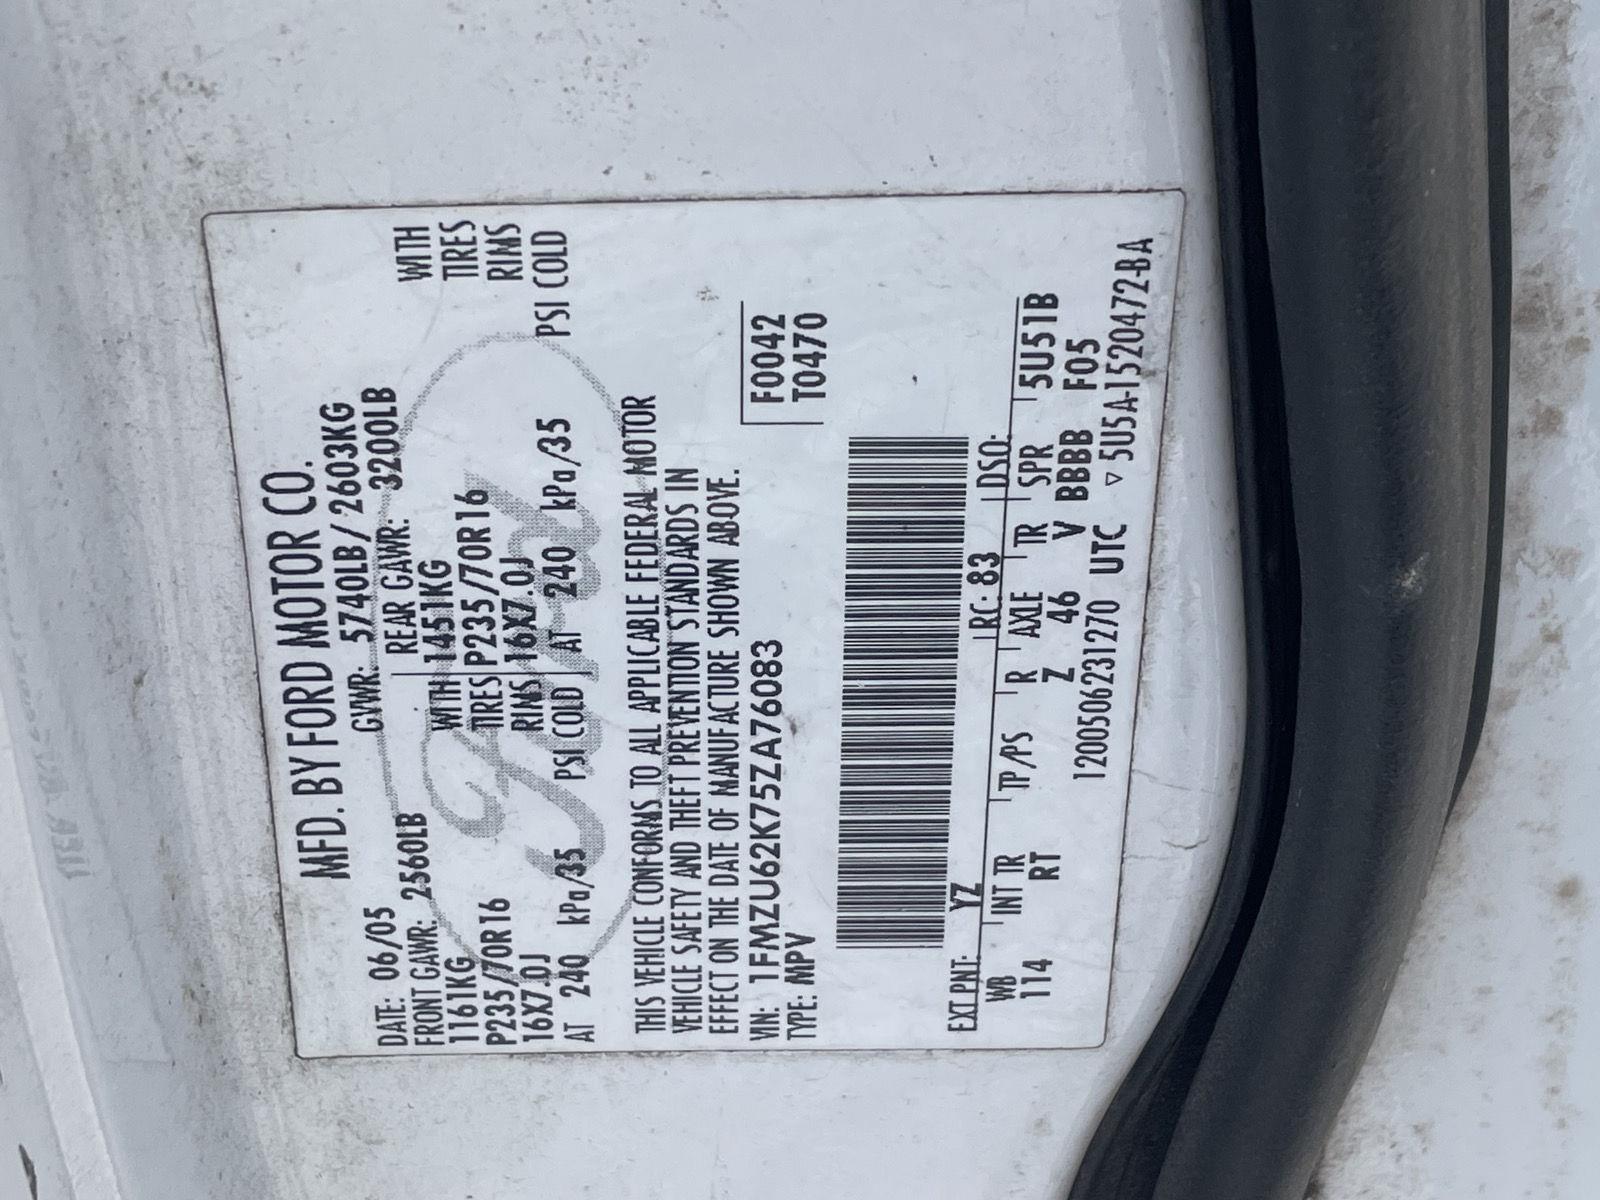 MFD. BY FORD MOTOR CO.
DATE: 06/05 GVWR: 5740LB/2603KG
FRONT GAWR: 2560LB REAR GAWR: 3200LB
1161KG WITH 1451KG WITH
P235/70R16 TIRES P235/70R16 TIRES
16X7.0J RIMS 16X7.0J RIMS
AT 240 kPa/35 PSI COLD AT 240 kPa/35 PSI COLD
Ford
THIS VEHICLE CONFORMS TO ALL APPLICABLE FEDERAL MOTOR
VEHICLE SAFETY AND THEFT PREVENTION STANDARDS IN
EFFECT ON THE DATE OF MANUFACTURE SHOWN ABOVE.
VIN: 1FMZU62K75ZA76083 F0042
TYPE: MPV T0470
EXT PNT: YZ RC: 83 DSO:
WB INT TR TP/PS R AXLE TR SPR 5U51B
114 RT Z 46 V BBBB F05
120050623127​0 UTC ▽ 5U5A-1520472-BA